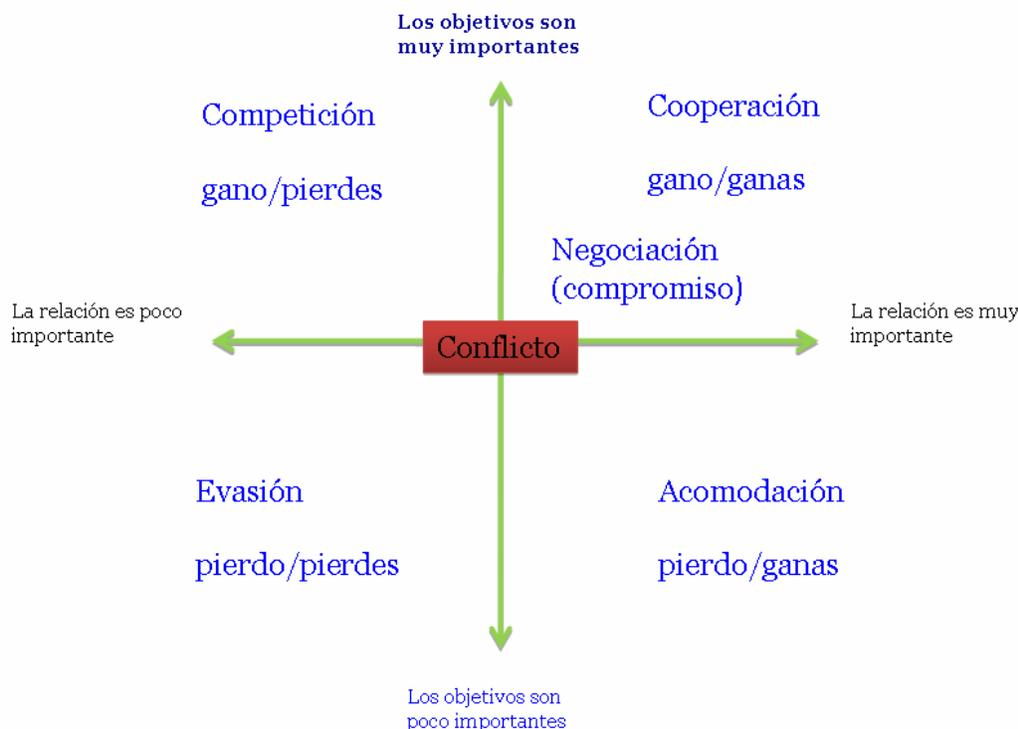 Los objetivos son
muy importantes
Competición
Cooperación
gano/pierdes
gano/ganas
Negociación
(compromiso)
La relación es poco
importante
La relación es muy
importante
Conflicto
Evasión
Acomodación
pierdo/pierdes
pierdo/ganas
Los objetivos son
poco importantes